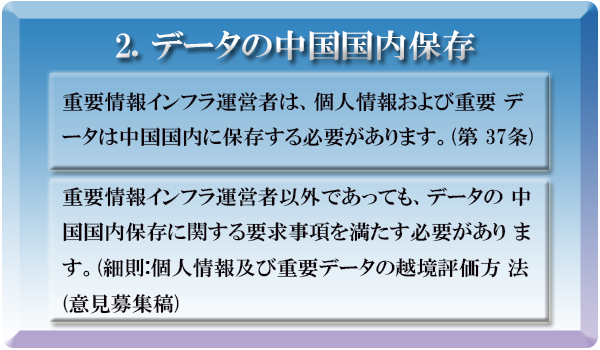 2. データの中国国内保存
重要情報インフラ運営者は、個人情報および重要 デ
ータは中国国内に保存する必要があります。(第 37条)
重要情報インフラ運営者以外であっても、データの 中
国国内保存に関する要求事項を満たす必要があり ま
す。(細則:個人情報及び重要データの越境評価方 法
(意見募集稿)